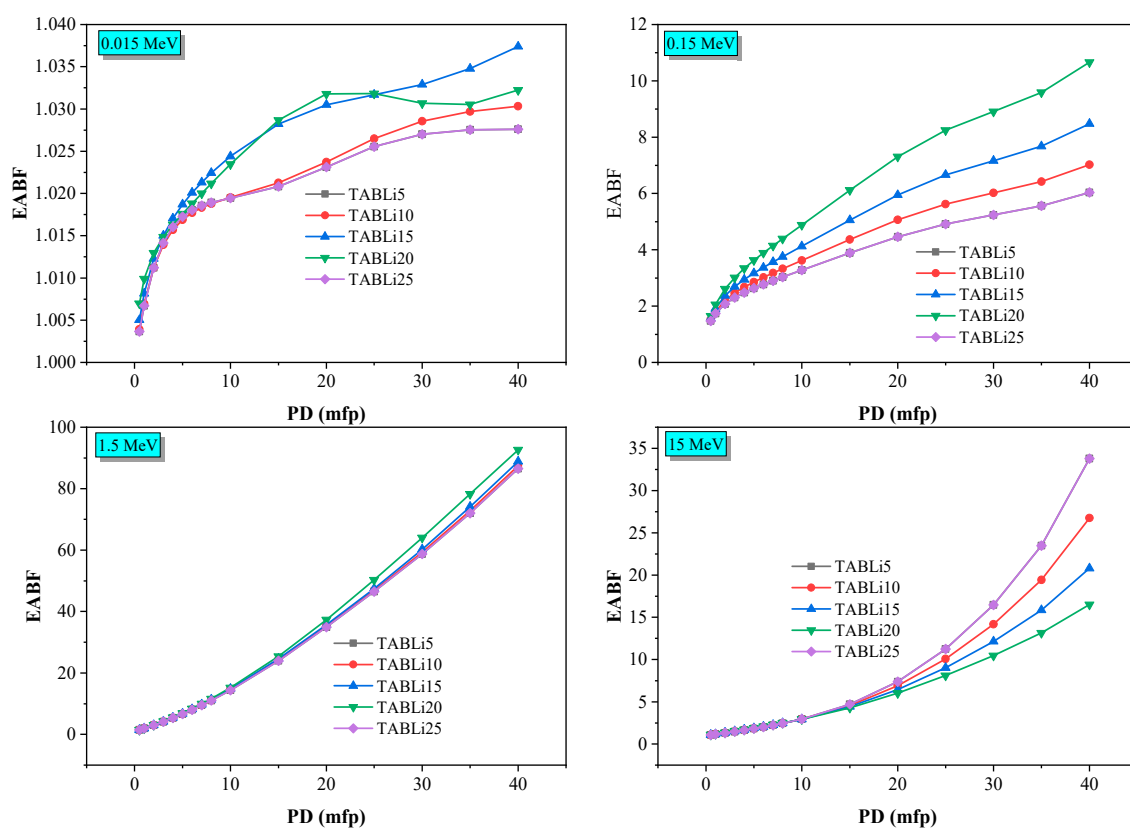 0.015 MeV
EABF
1.040
1.035
1.030
1.025
1.020
1.015
1.010
1.005
1.000
TABLi5
TABLi10
TABLi15
TABLi20
TABLi25
0 10 20 30 40
PD (mfp)
0.15 MeV
EABF
12
10
8
6
4
2
0
TABLi5
TABLi10
TABLi15
TABLi20
TABLi25
0 10 20 30 40
PD (mfp)
1.5 MeV
EABF
100
80
60
40
20
0
TABLi5
TABLi10
TABLi15
TABLi20
TABLi25
0 10 20 30 40
PD (mfp)
15 MeV
EABF
35
30
25
20
15
10
5
0
TABLi5
TABLi10
TABLi15
TABLi20
TABLi25
0 10 20 30 40
PD (mfp)